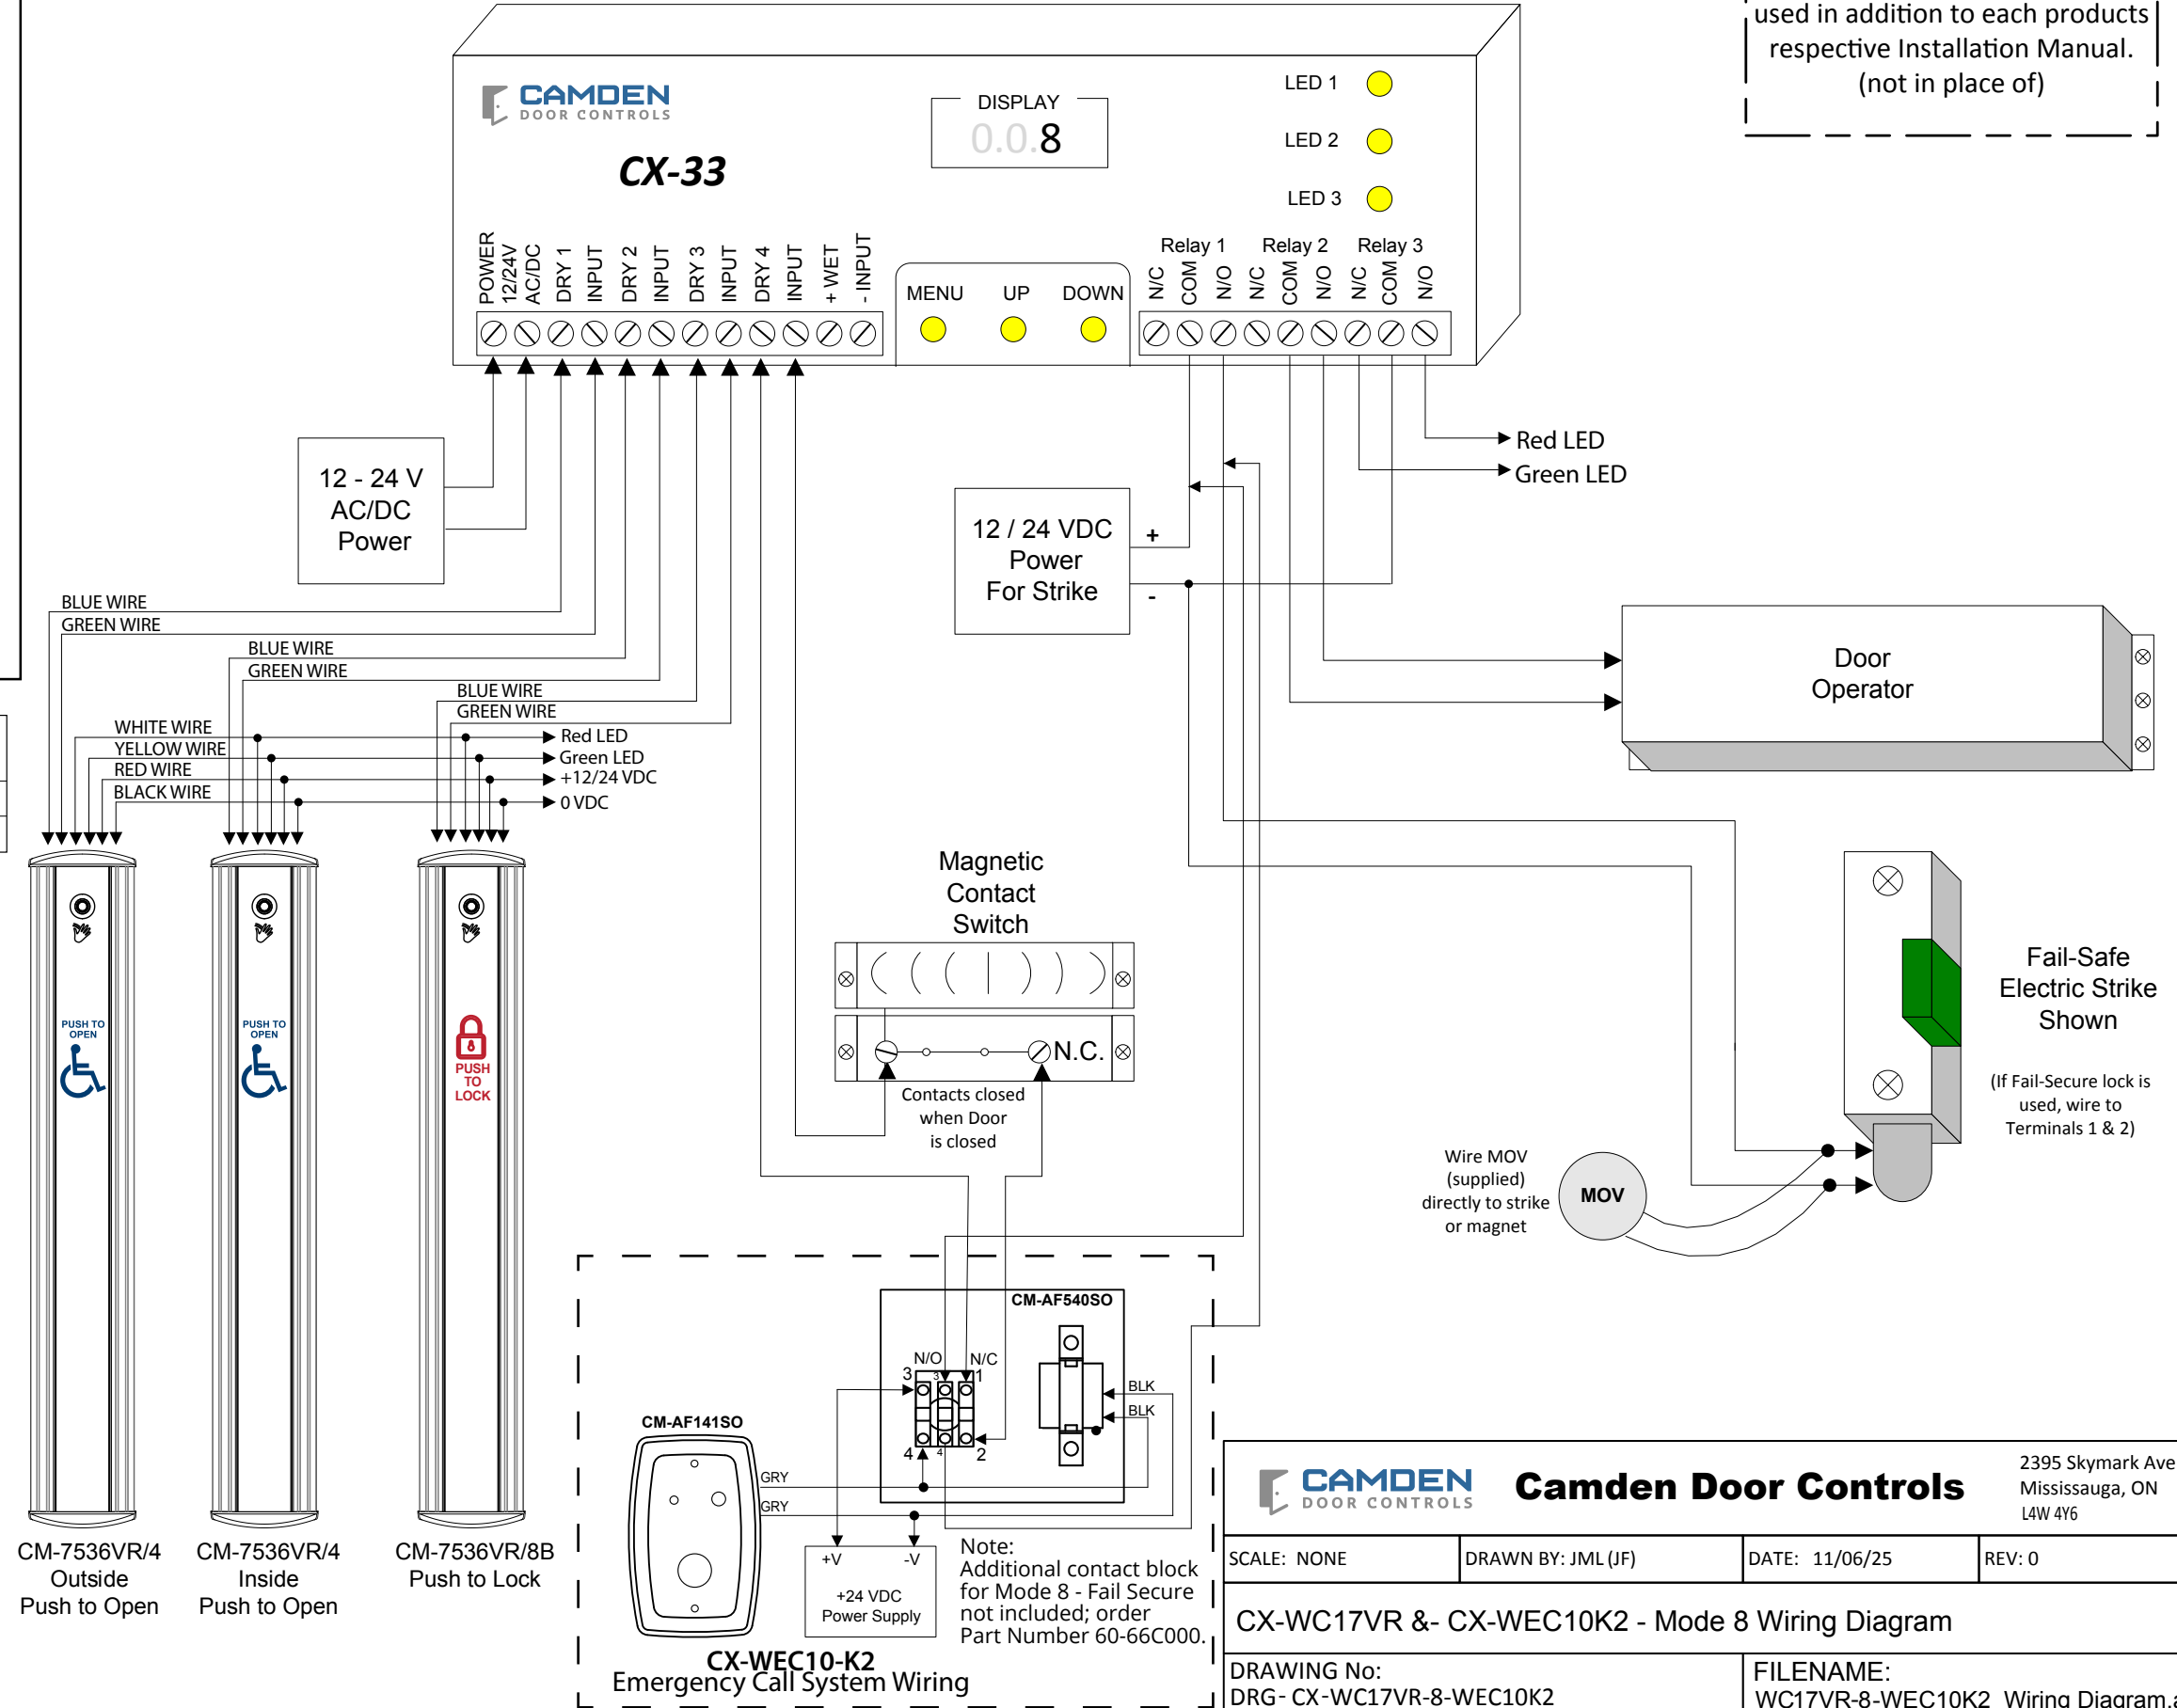 used in addition to each products
respective Installation Manual.
(not in place of)
CAMDEN
DOOR CONTROLS
CX-33
DISPLAY
0.0.8
LED 1
LED 2
LED 3
POWER
12/24V
AC/DC
DRY 1
INPUT
DRY 2
INPUT
DRY 3
INPUT
DRY 4
INPUT
+ WET
- INPUT
MENU
UP
DOWN
Relay 1
Relay 2
Relay 3
N/C
COM
N/O
N/C
COM
N/O
N/C
COM
N/O
12 - 24 V
AC/DC
Power
12 / 24 VDC
Power
For Strike
+
-
Red LED
Green LED
BLUE WIRE
GREEN WIRE
BLUE WIRE
GREEN WIRE
BLUE WIRE
GREEN WIRE
WHITE WIRE
YELLOW WIRE
RED WIRE
BLACK WIRE
Red LED
Green LED
+12/24 VDC
0 VDC
Door
Operator
Magnetic
Contact
Switch
N.C.
Contacts closed
when Door
is closed
Fail-Safe
Electric Strike
Shown
(If Fail-Secure lock is
used, wire to
Terminals 1 & 2)
Wire MOV
(supplied)
directly to strike
or magnet
MOV
PUSH TO
OPEN
PUSH TO
OPEN
PUSH
TO
LOCK
CM-7536VR/4
Outside
Push to Open
CM-7536VR/4
Inside
Push to Open
CM-7536VR/8B
Push to Lock
CM-AF540SO
N/O
N/C
3
3
1
4
4
2
BLK
BLK
CM-AF141SO
GRY
GRY
+V
-V
+24 VDC
Power Supply
Note:
Additional contact block
for Mode 8 - Fail Secure
not included; order
Part Number 60-66C000.
CX-WEC10-K2
Emergency Call System Wiring
CAMDEN
DOOR CONTROLS
Camden Door Controls
2395 Skymark Ave
Mississauga, ON
L4W 4Y6
SCALE: NONE
DRAWN BY: JML (JF)
DATE: 11/06/25
REV: 0
CX-WC17VR &- CX-WEC10K2 - Mode 8 Wiring Diagram
DRAWING No:
DRG- CX-WC17VR-8-WEC10K2
FILENAME:
WC17VR-8-WEC10K2_Wiring Diagram.a